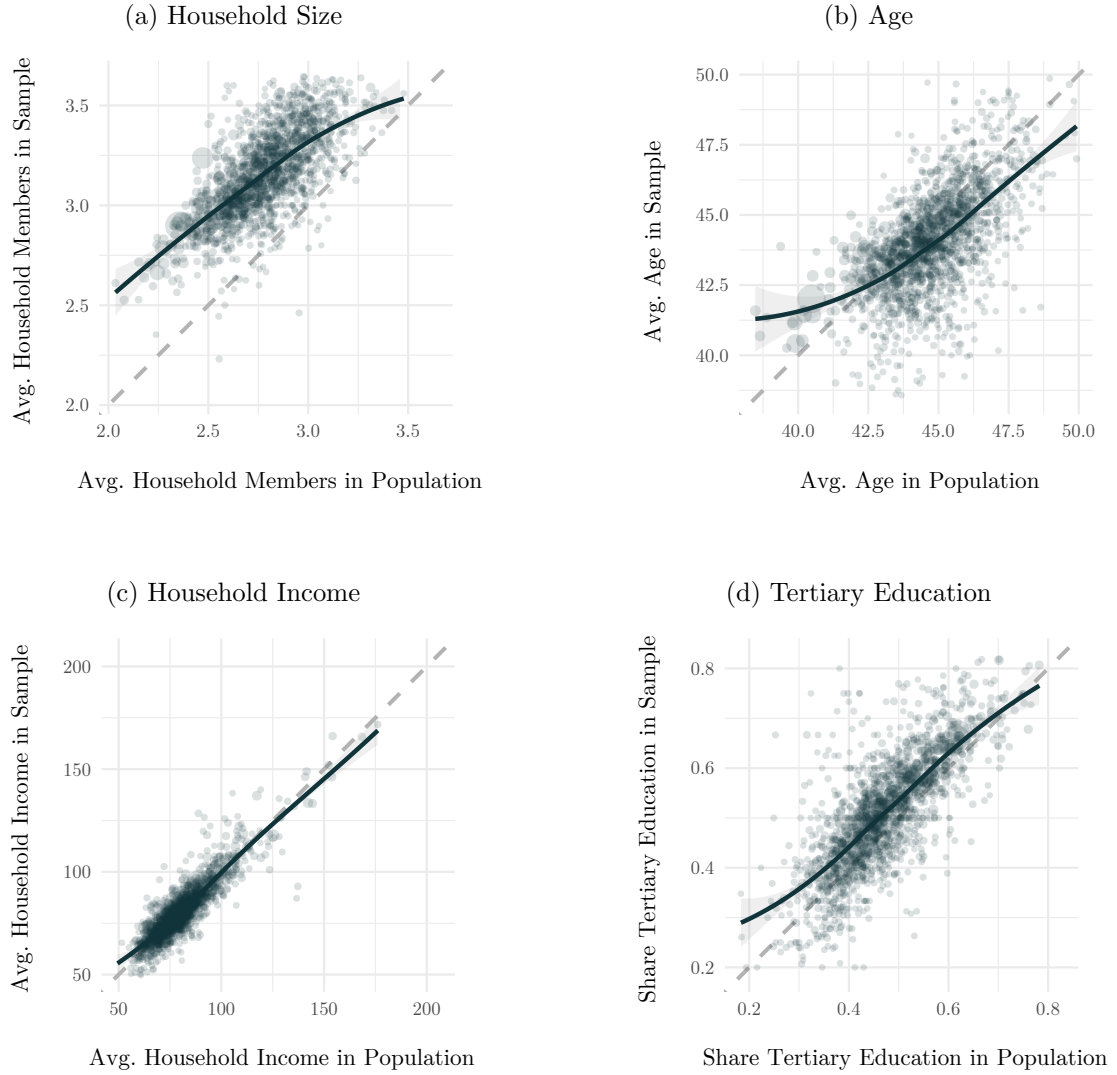 (a) Household Size
Avg. Household Members in Sample
3.5
3.0
2.5
2.0
2.0 2.5 3.0 3.5
Avg. Household Members in Population
(b) Age
Avg. Age in Sample
50.0
47.5
45.0
42.5
40.0
40.0 42.5 45.0 47.5 50.0
Avg. Age in Population
(c) Household Income
Avg. Household Income in Sample
200
150
100
50
50 100 150 200
Avg. Household Income in Population
(d) Tertiary Education
Share Tertiary Education in Sample
0.8
0.6
0.4
0.2
0.2 0.4 0.6 0.8
Share Tertiary Education in Population